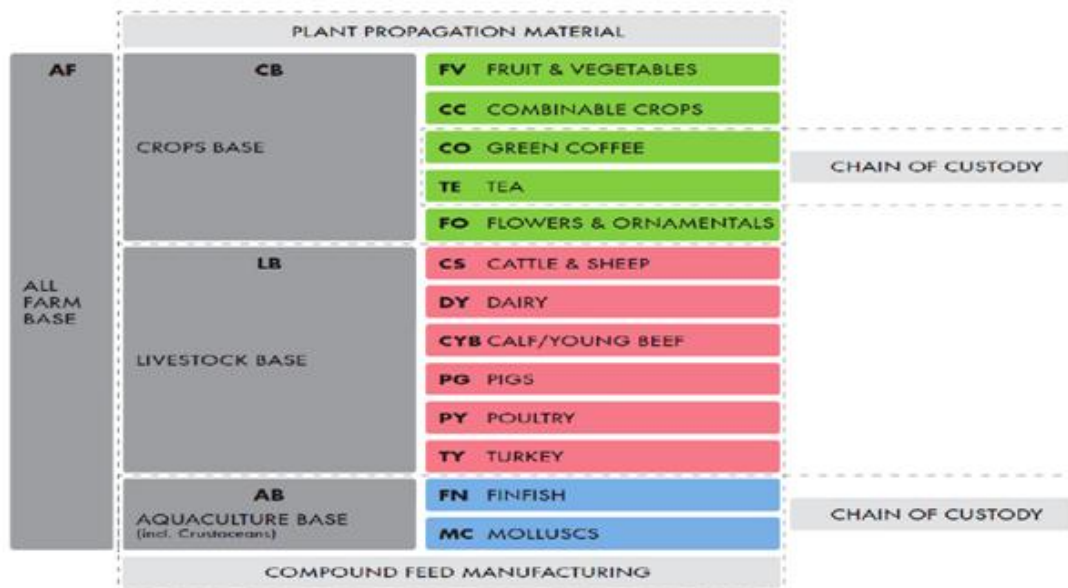 PLANT PROPAGATION MATERIAL
AF
CB
FV FRUIT & VEGETABLES
CC COMBINABLE CROPS
CROPS BASE
CO GREEN COFFEE
CHAIN OF CUSTODY
TE TEA
FO FLOWERS & ORNAMENTALS
LB
CS CATTLE & SHEEP
ALL
FARM
BASE
DY DAIRY
CYB CALF/YOUNG BEEF
LIVESTOCK BASE
PG PIGS
PY POULTRY
TY TURKEY
AB
FN FINFISH
AQUACULTURE BASE
(incl. Crustaceans)
CHAIN OF CUSTODY
MC MOLLUSCS
COMPOUND FEED MANUFACTURING